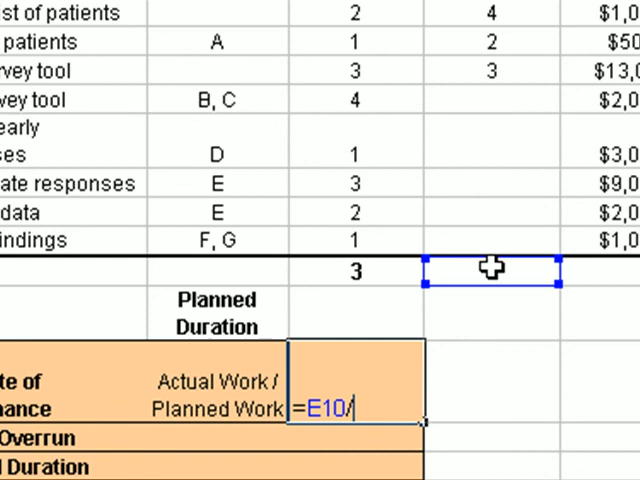 ist of patients 2 4 $1,0
patients A 1 2 $50
vey tool 3 3 $13,0
vey tool B, C 4 $2,0
early
ses D 1 $3,0
ate responses E 3 $9,0
data E 2 $2,0
indings F, G 1 $1,0
3
Planned
Duration
te of Actual Work /
nance Planned Work =E10/
Overrun
l Duration